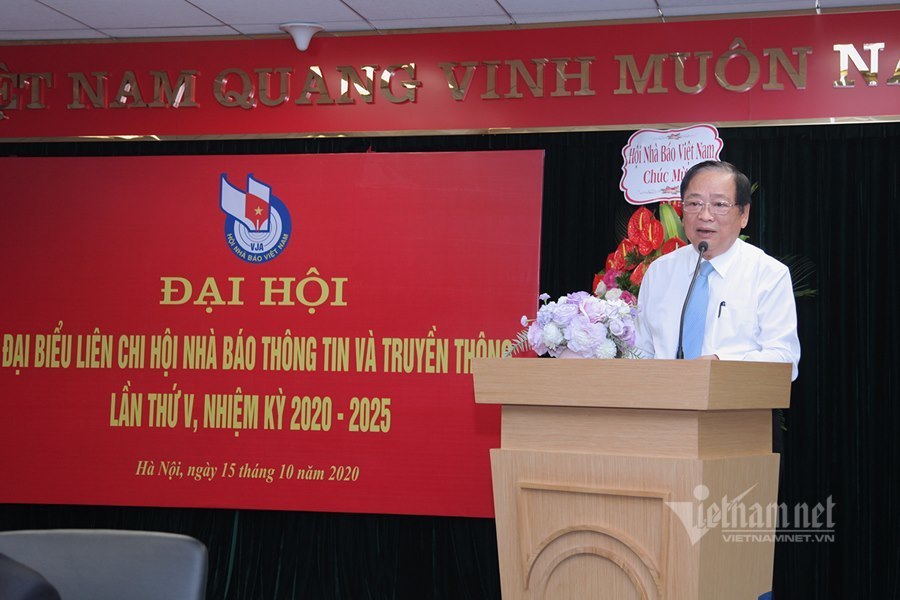 VIỆT NAM QUANG VINH MUÔN NĂ
Hội Nhà Báo Việt Nam
Chúc Mừ
VJA
HỘI NHÀ BÁO VIỆT NAM
ĐẠI HỘI
ĐẠI BIỂU LIÊN CHI HỘI NHÀ BÁO THÔNG TIN VÀ TRUYỀN THÔNG
LẦN THỨ V, NHIỆM KỲ 2020 - 2025
Hà Nội, ngày 15 tháng 10 năm 2020
Vietnamnet
VIETNAMNET.VN